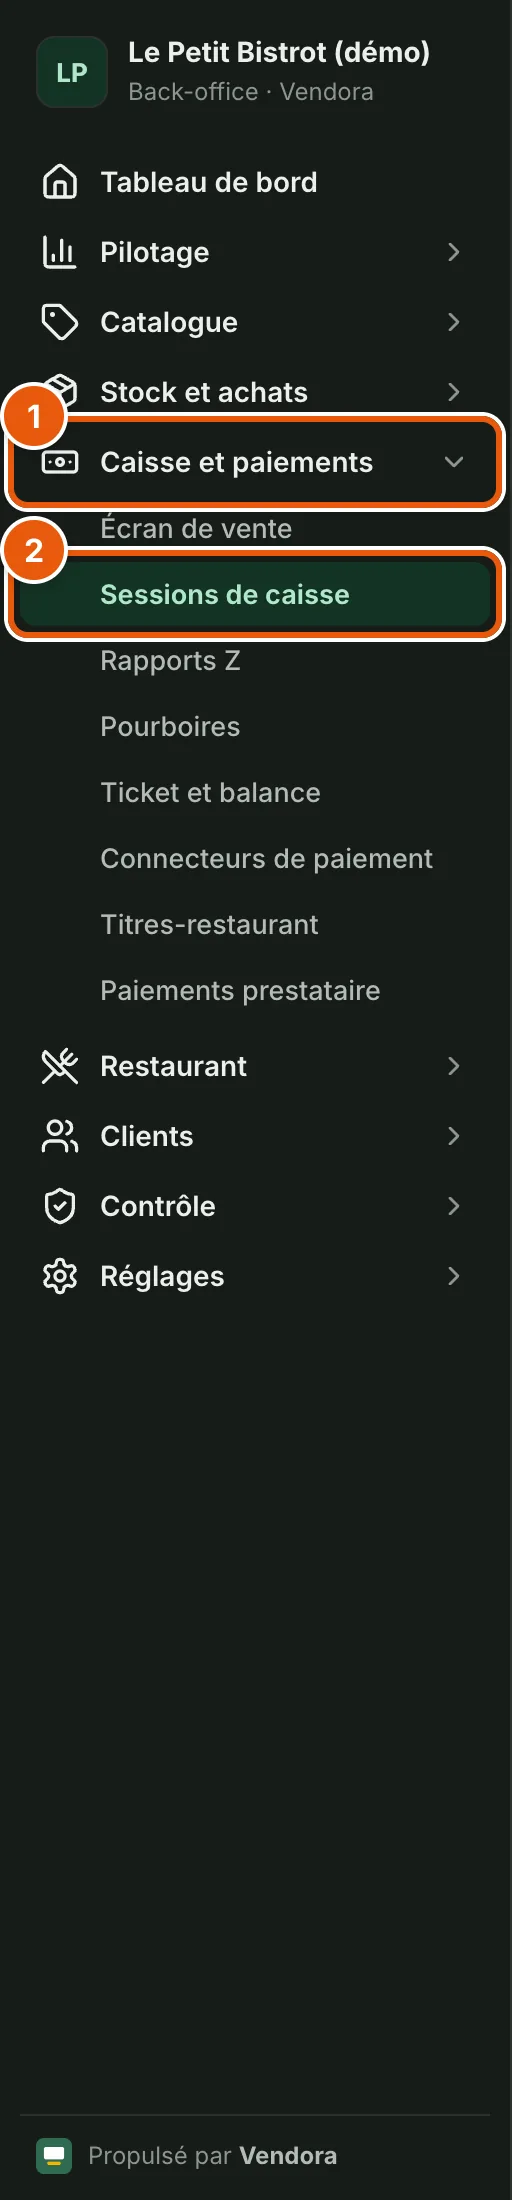 LP
Le Petit Bistrot (démo)
Back-office · Vendora
Tableau de bord
Pilotage
Catalogue
Stock et achats
1
Caisse et paiements
Écran de vente
2
Sessions de caisse
Rapports Z
Pourboires
Ticket et balance
Connecteurs de paiement
Titres-restaurant
Paiements prestataire
Restaurant
Clients
Contrôle
Réglages
Propulsé par Vendora